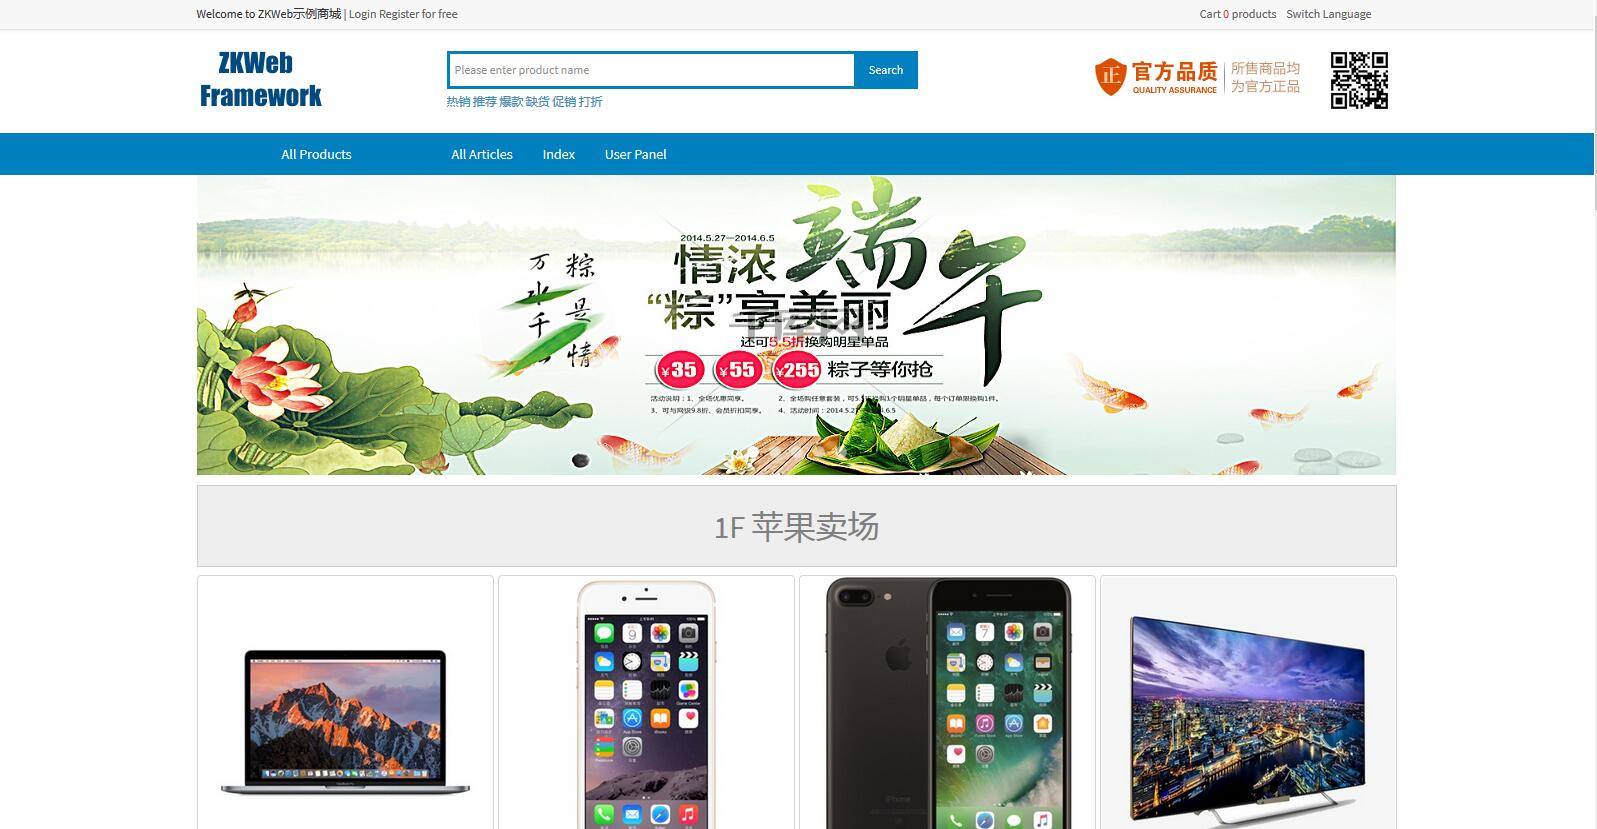 Welcome to ZKWeb示例商城 | Login Register for free
Cart 0 products Switch Language
ZKWeb
Framework
Please enter product name
Search
热销 推荐 爆款 缺货 促销 打折
正
官方品质
QUALITY ASSURANCE
所售商品均
为官方正品
All Products
All Articles
Index
User Panel
2014.5.27—2014.6.5
情浓
端午
“粽”享美丽
粽是情
万水千山
还可5.5折换购明星单品
¥35
¥55
¥255
粽子等你抢
活动说明：1、全场优惠同享。
2、全场购任意套装，可5.5折换购1个明星单品，每个订单限换购1件。
3、可与网银9.8折、会员折扣同享。
4、活动时间：2014.5.27—2014.6.5
1F 苹果卖场